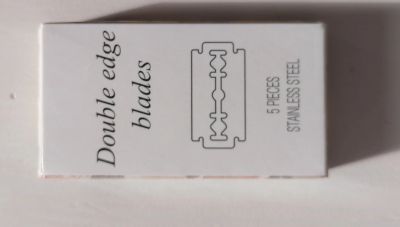 Double edge
blades
5 PIECES
STAINLESS STEEL